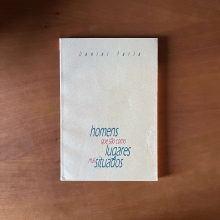 Daniel Faria
homens
que são como
lugares
mal
situados